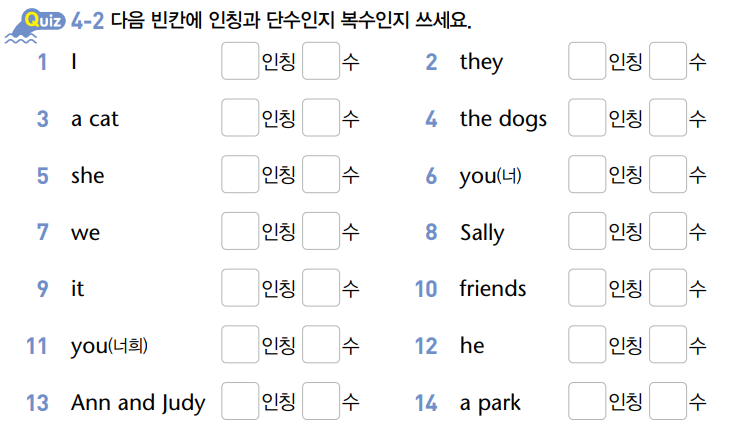 Quiz 4-2 다음 빈칸에 인칭과 단수인지 복수인지 쓰세요.
1 I 인칭 수 2 they 인칭 수
3 a cat 인칭 수 4 the dogs 인칭 수
5 she 인칭 수 6 you(너) 인칭 수
7 we 인칭 수 8 Sally 인칭 수
9 it 인칭 수 10 friends 인칭 수
11 you(너희) 인칭 수 12 he 인칭 수
13 Ann and Judy 인칭 수 14 a park 인칭 수